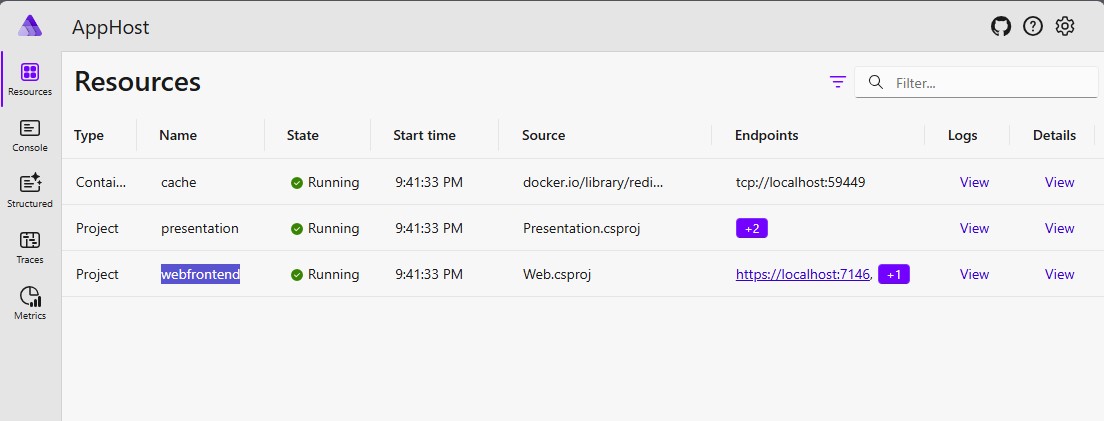 AppHost
Resources
Resources
Filter...
Console
Structured
Traces
Metrics
Type Name State Start time Source Endpoints Logs Details
Contai... cache Running 9:41:33 PM docker.io/library/redi... tcp://localhost:59449 View View
Project presentation Running 9:41:33 PM Presentation.csproj +2 View View
Project webfrontend Running 9:41:33 PM Web.csproj https://localhost:7146, +1 View View